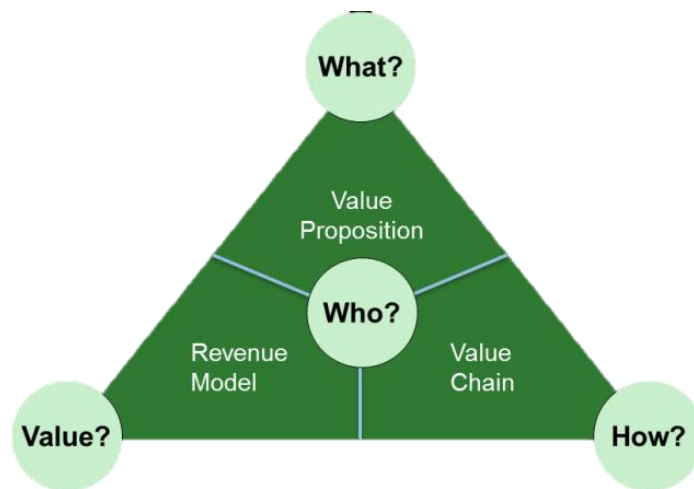 What?
Value
Proposition
Who?
Revenue
Model
Value
Chain
Value?
How?